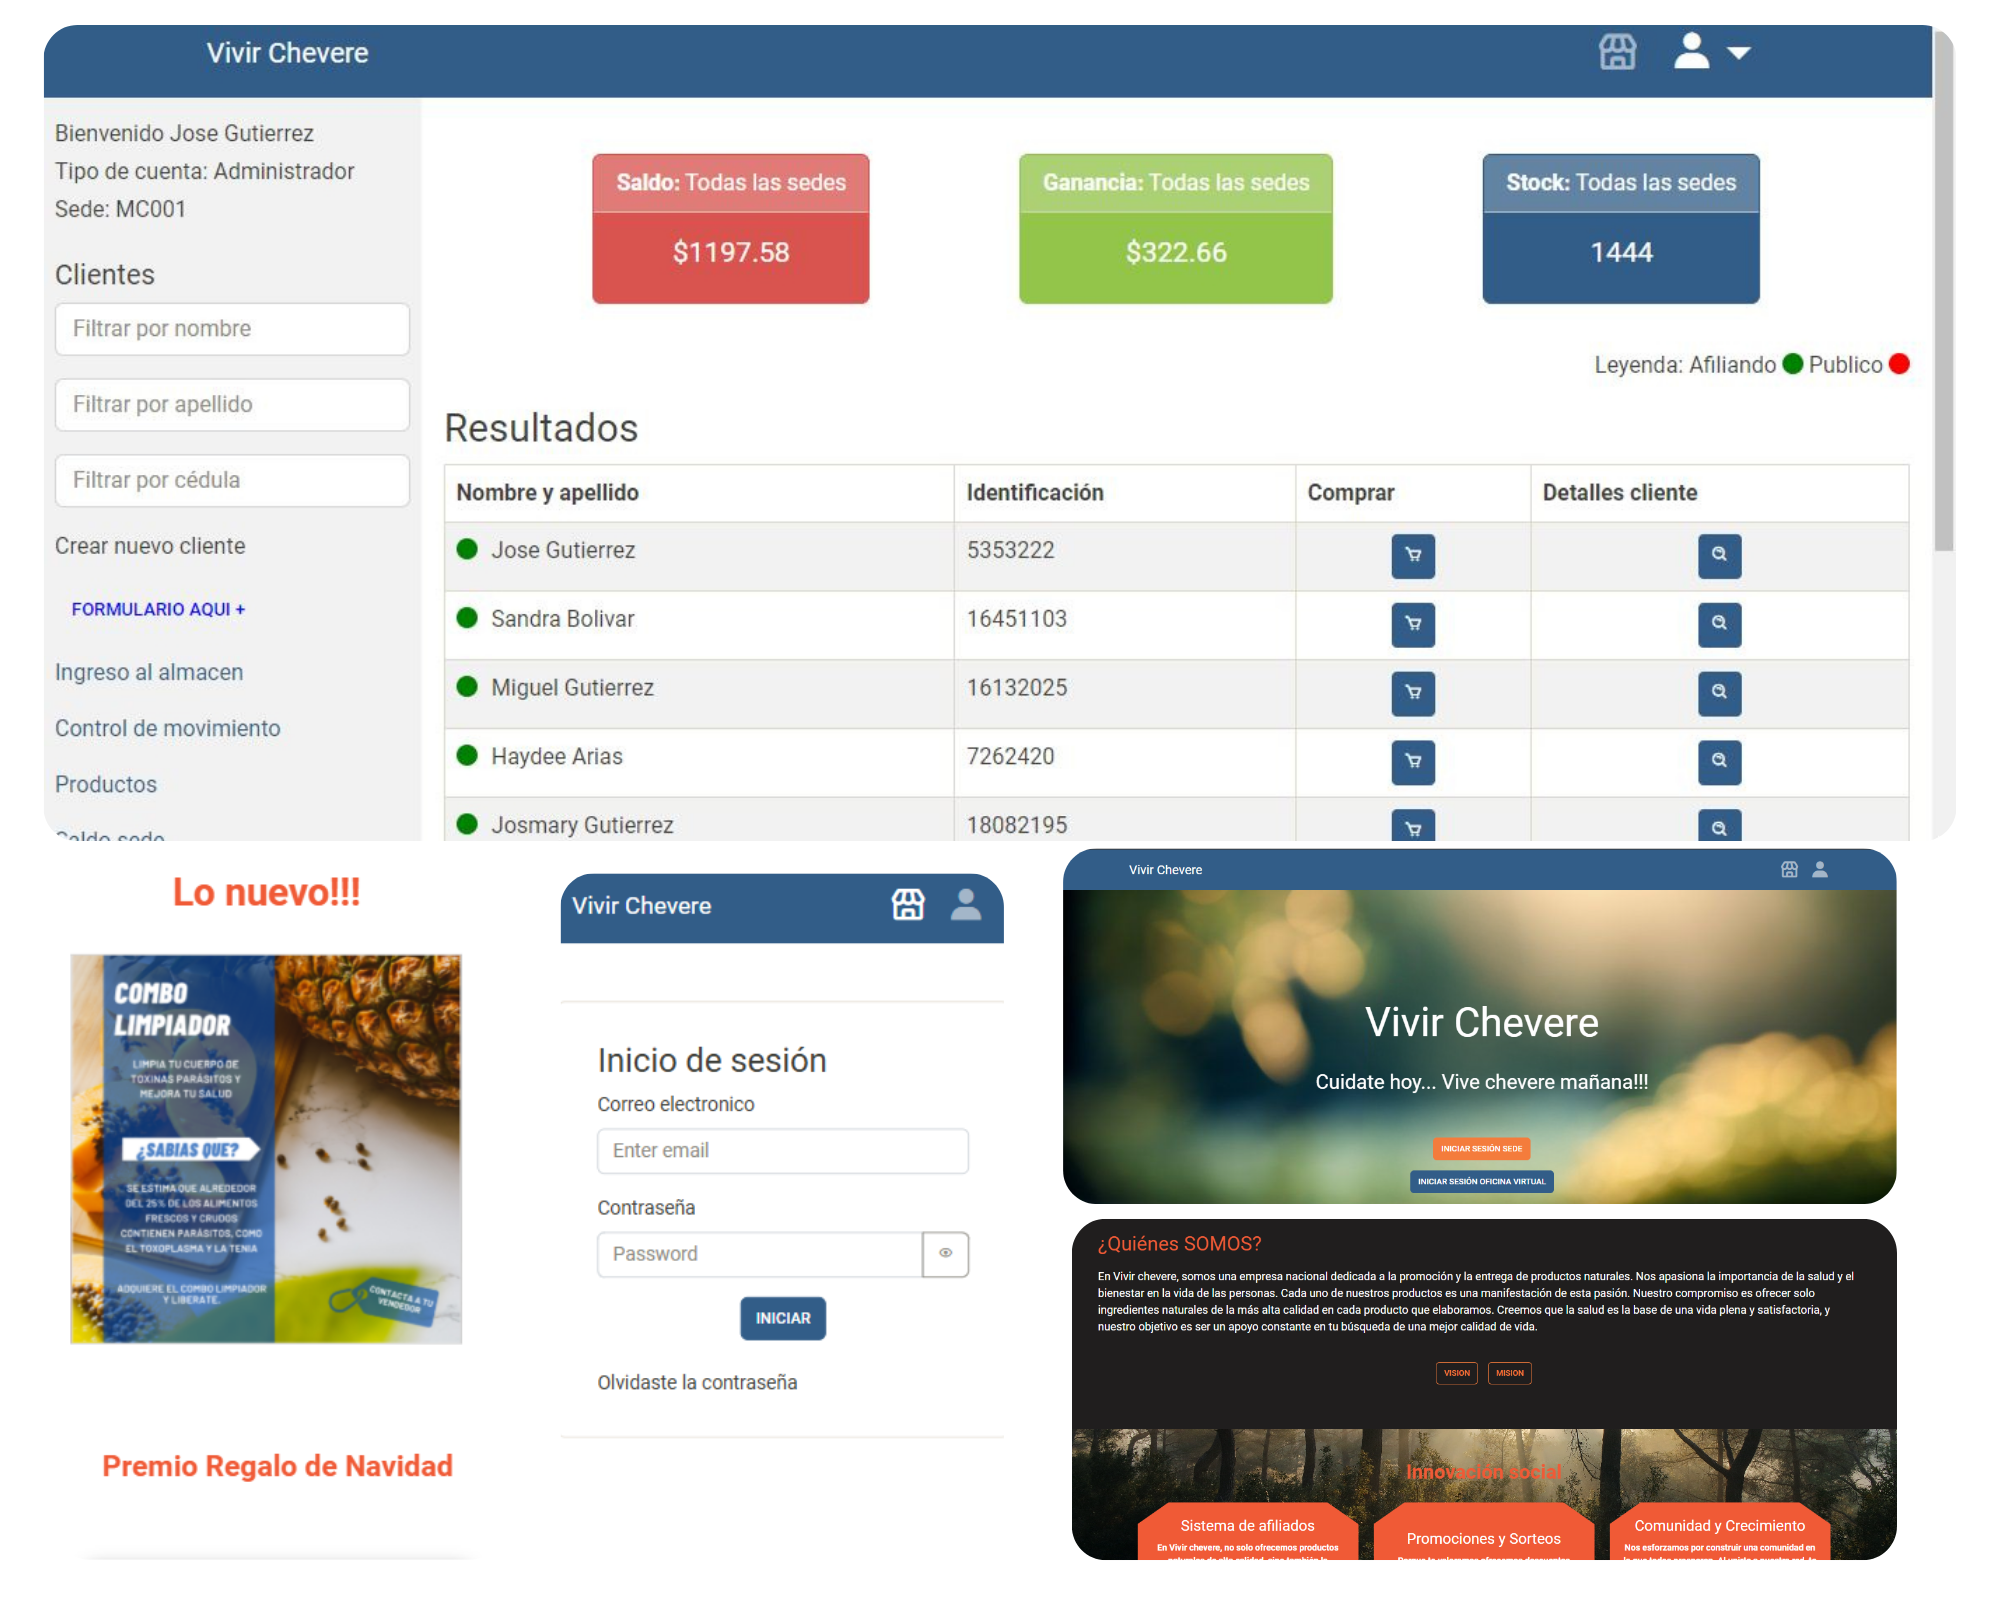 Vivir Chevere
Bienvenido Jose Gutierrez
Tipo de cuenta: Administrador
Sede: MC001
Clientes
Filtrar por nombre
Filtrar por apellido
Filtrar por cédula
Crear nuevo cliente
FORMULARIO AQUI +
Ingreso al almacen
Control de movimiento
Productos
Saldo sede
Saldo: Todas las sedes
$1197.58
Ganancia: Todas las sedes
$322.66
Stock: Todas las sedes
1444
Leyenda: Afiliando Publico
Resultados
Nombre y apellido Identificación Comprar Detalles cliente
Jose Gutierrez 5353222
Sandra Bolivar 16451103
Miguel Gutierrez 16132025
Haydee Arias 7262420
Josmary Gutierrez 18082195
Lo nuevo!!!
COMBO
LIMPIADOR
LIMPIA TU CUERPO DE
TOXINAS PARÁSITOS Y
MEJORA TU SALUD
¿SABIAS QUE?
SE ESTIMA QUE ALREDEDOR
DEL 25% DE LOS ALIMENTOS
FRESCOS Y CRUDOS
CONTIENEN PARÁSITOS, COMO
EL TOXOPLASMA Y LA TENIA
ADQUIERE EL COMBO LIMPIADOR
Y LIBERATE.
CONTACTA A TU
VENDEDOR
Premio Regalo de Navidad
Vivir Chevere
Inicio de sesión
Correo electronico
Enter email
Contraseña
Password
INICIAR
Olvidaste la contraseña
Vivir Chevere
Vivir Chevere
Cuidate hoy... Vive chevere mañana!!!
INICIAR SESIÓN SEDE
INICIAR SESIÓN OFICINA VIRTUAL
¿Quiénes SOMOS?
En Vivir chevere, somos una empresa nacional dedicada a la promoción y la entrega de productos naturales. Nos apasiona la importancia de la salud y el
bienestar en la vida de las personas. Cada uno de nuestros productos es una manifestación de esta pasión. Nuestro compromiso es ofrecer solo
ingredientes naturales de la más alta calidad en cada producto que elaboramos. Creemos que la salud es la base de una vida plena y satisfactoria, y
nuestro objetivo es ser un apoyo constante en tu búsqueda de una mejor calidad de vida.
VISION MISION
Innovación social
Sistema de afiliados
En Vivir chevere, no solo ofrecemos productos
Promociones y Sorteos
Comunidad y Crecimiento
Nos esforzamos por construir una comunidad en